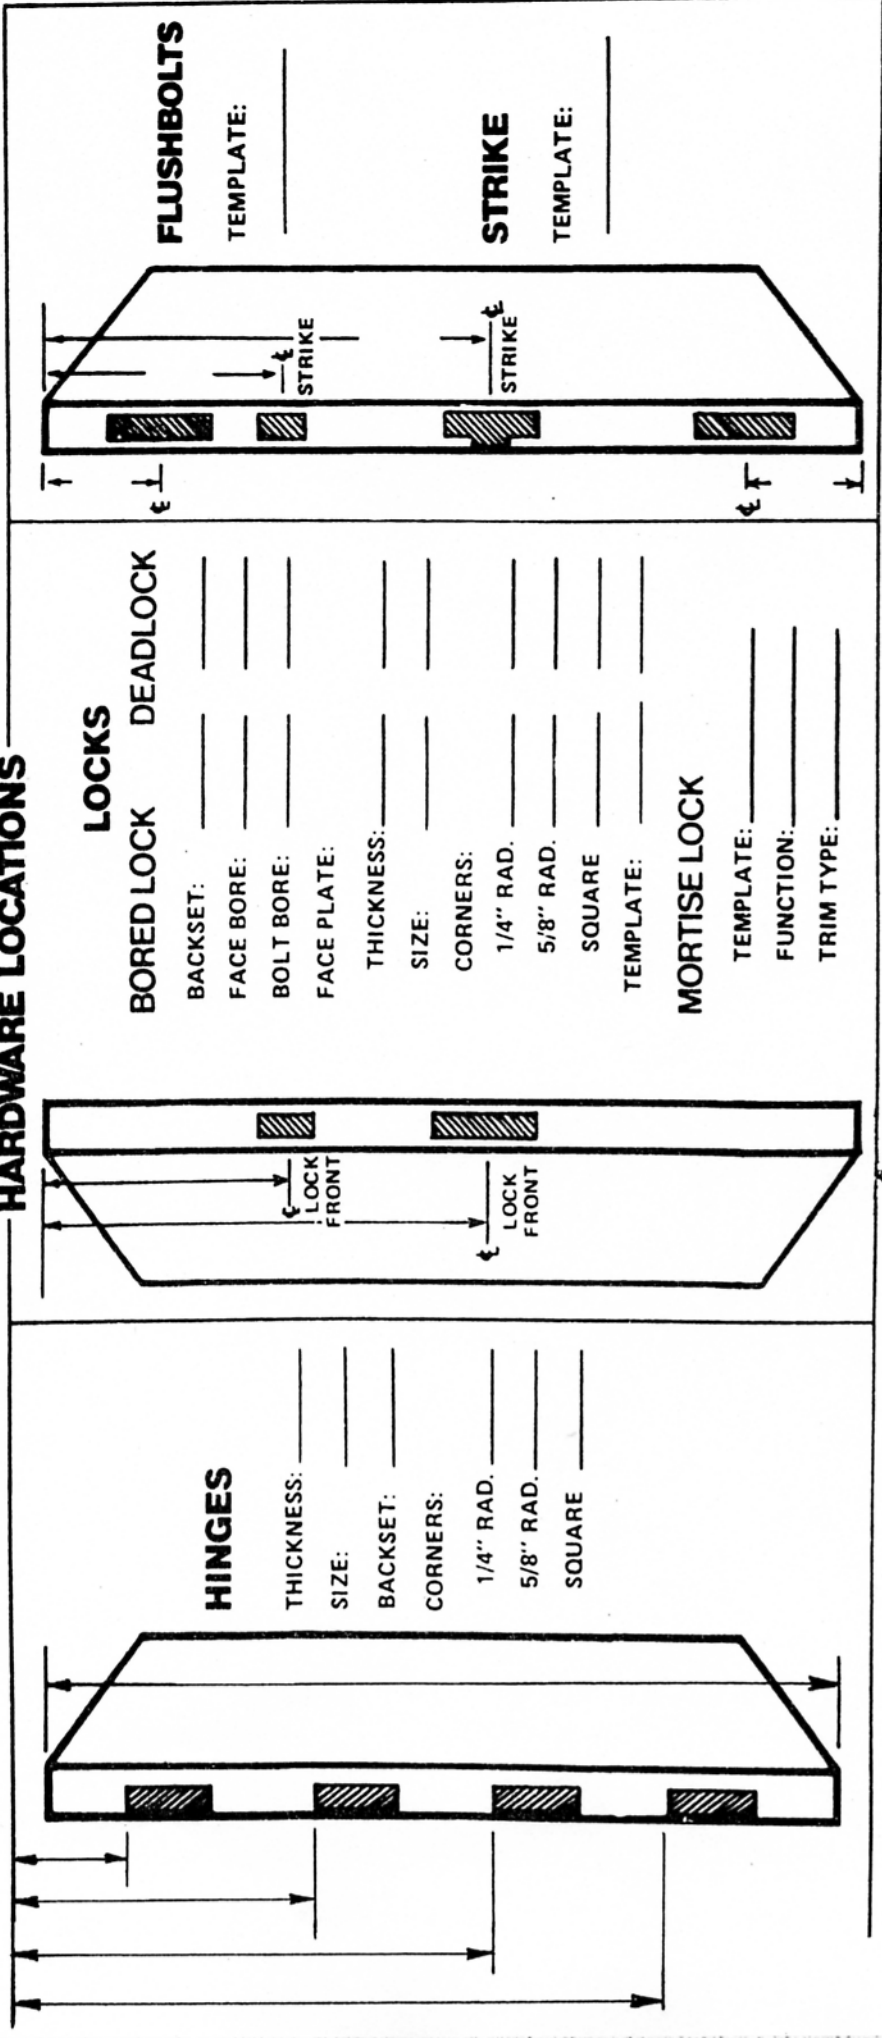 HARDWARE LOCATIONS
HINGES
THICKNESS:
SIZE:
BACKSET:
CORNERS:
1/4" RAD.
5/8" RAD.
SQUARE
℄ LOCK
FRONT
℄
LOCK
FRONT
LOCKS
BORED LOCK DEADLOCK
BACKSET:
FACE BORE:
BOLT BORE:
FACE PLATE:
THICKNESS:
SIZE:
CORNERS:
1/4" RAD.
5/8" RAD.
SQUARE
TEMPLATE:
MORTISE LOCK
TEMPLATE:
FUNCTION:
TRIM TYPE:
℄
℄
℄
STRIKE
℄
STRIKE
FLUSHBOLTS
TEMPLATE:
STRIKE
TEMPLATE: